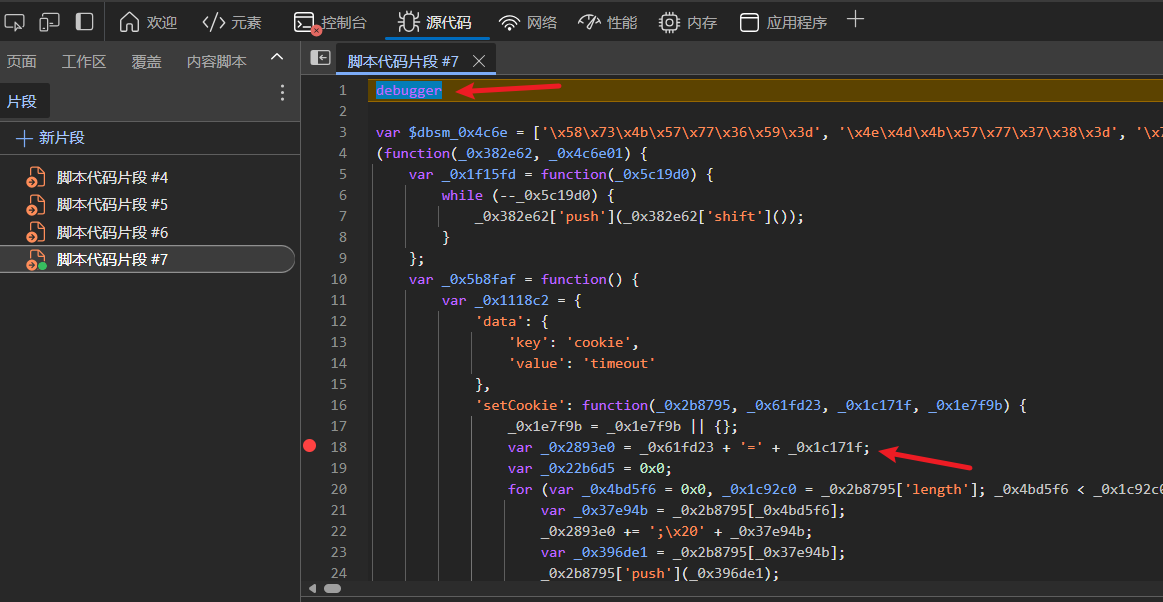 欢迎 元素 控制台 源代码 网络 性能 内存 应用程序
页面 工作区 覆盖 内容脚本
脚本代码片段 #7
片段
新片段
脚本代码片段 #4
脚本代码片段 #5
脚本代码片段 #6
脚本代码片段 #7
1 debugger
2
3 var $dbsm_0x4c6e = ['\x58\x73\x4b\x57\x77\x36\x59\x3d', '\x4e\x4d\x4b\x57\x77\x37\x38\x3d', '\x
4 (function(_0x382e62, _0x4c6e01) {
5 var _0x1f15fd = function(_0x5c19d0) {
6 while (--_0x5c19d0) {
7 _0x382e62['push'](_0x382e62['shift']());
8 }
9 };
10 var _0x5b8faf = function() {
11 var _0x1118c2 = {
12 'data': {
13 'key': 'cookie',
14 'value': 'timeout'
15 },
16 'setCookie': function(_0x2b8795, _0x61fd23, _0x1c171f, _0x1e7f9b) {
17 _0x1e7f9b = _0x1e7f9b || {};
18 var _0x2893e0 = _0x61fd23 + '=' + _0x1c171f;
19 var _0x22b6d5 = 0x0;
20 for (var _0x4bd5f6 = 0x0, _0x1c92c0 = _0x2b8795['length']; _0x4bd5f6 < _0x1c92c0
21 var _0x37e94b = _0x2b8795[_0x4bd5f6];
22 _0x2893e0 += ';\x20' + _0x37e94b;
23 var _0x396de1 = _0x2b8795[_0x37e94b];
24 _0x2b8795['push'](_0x396de1);